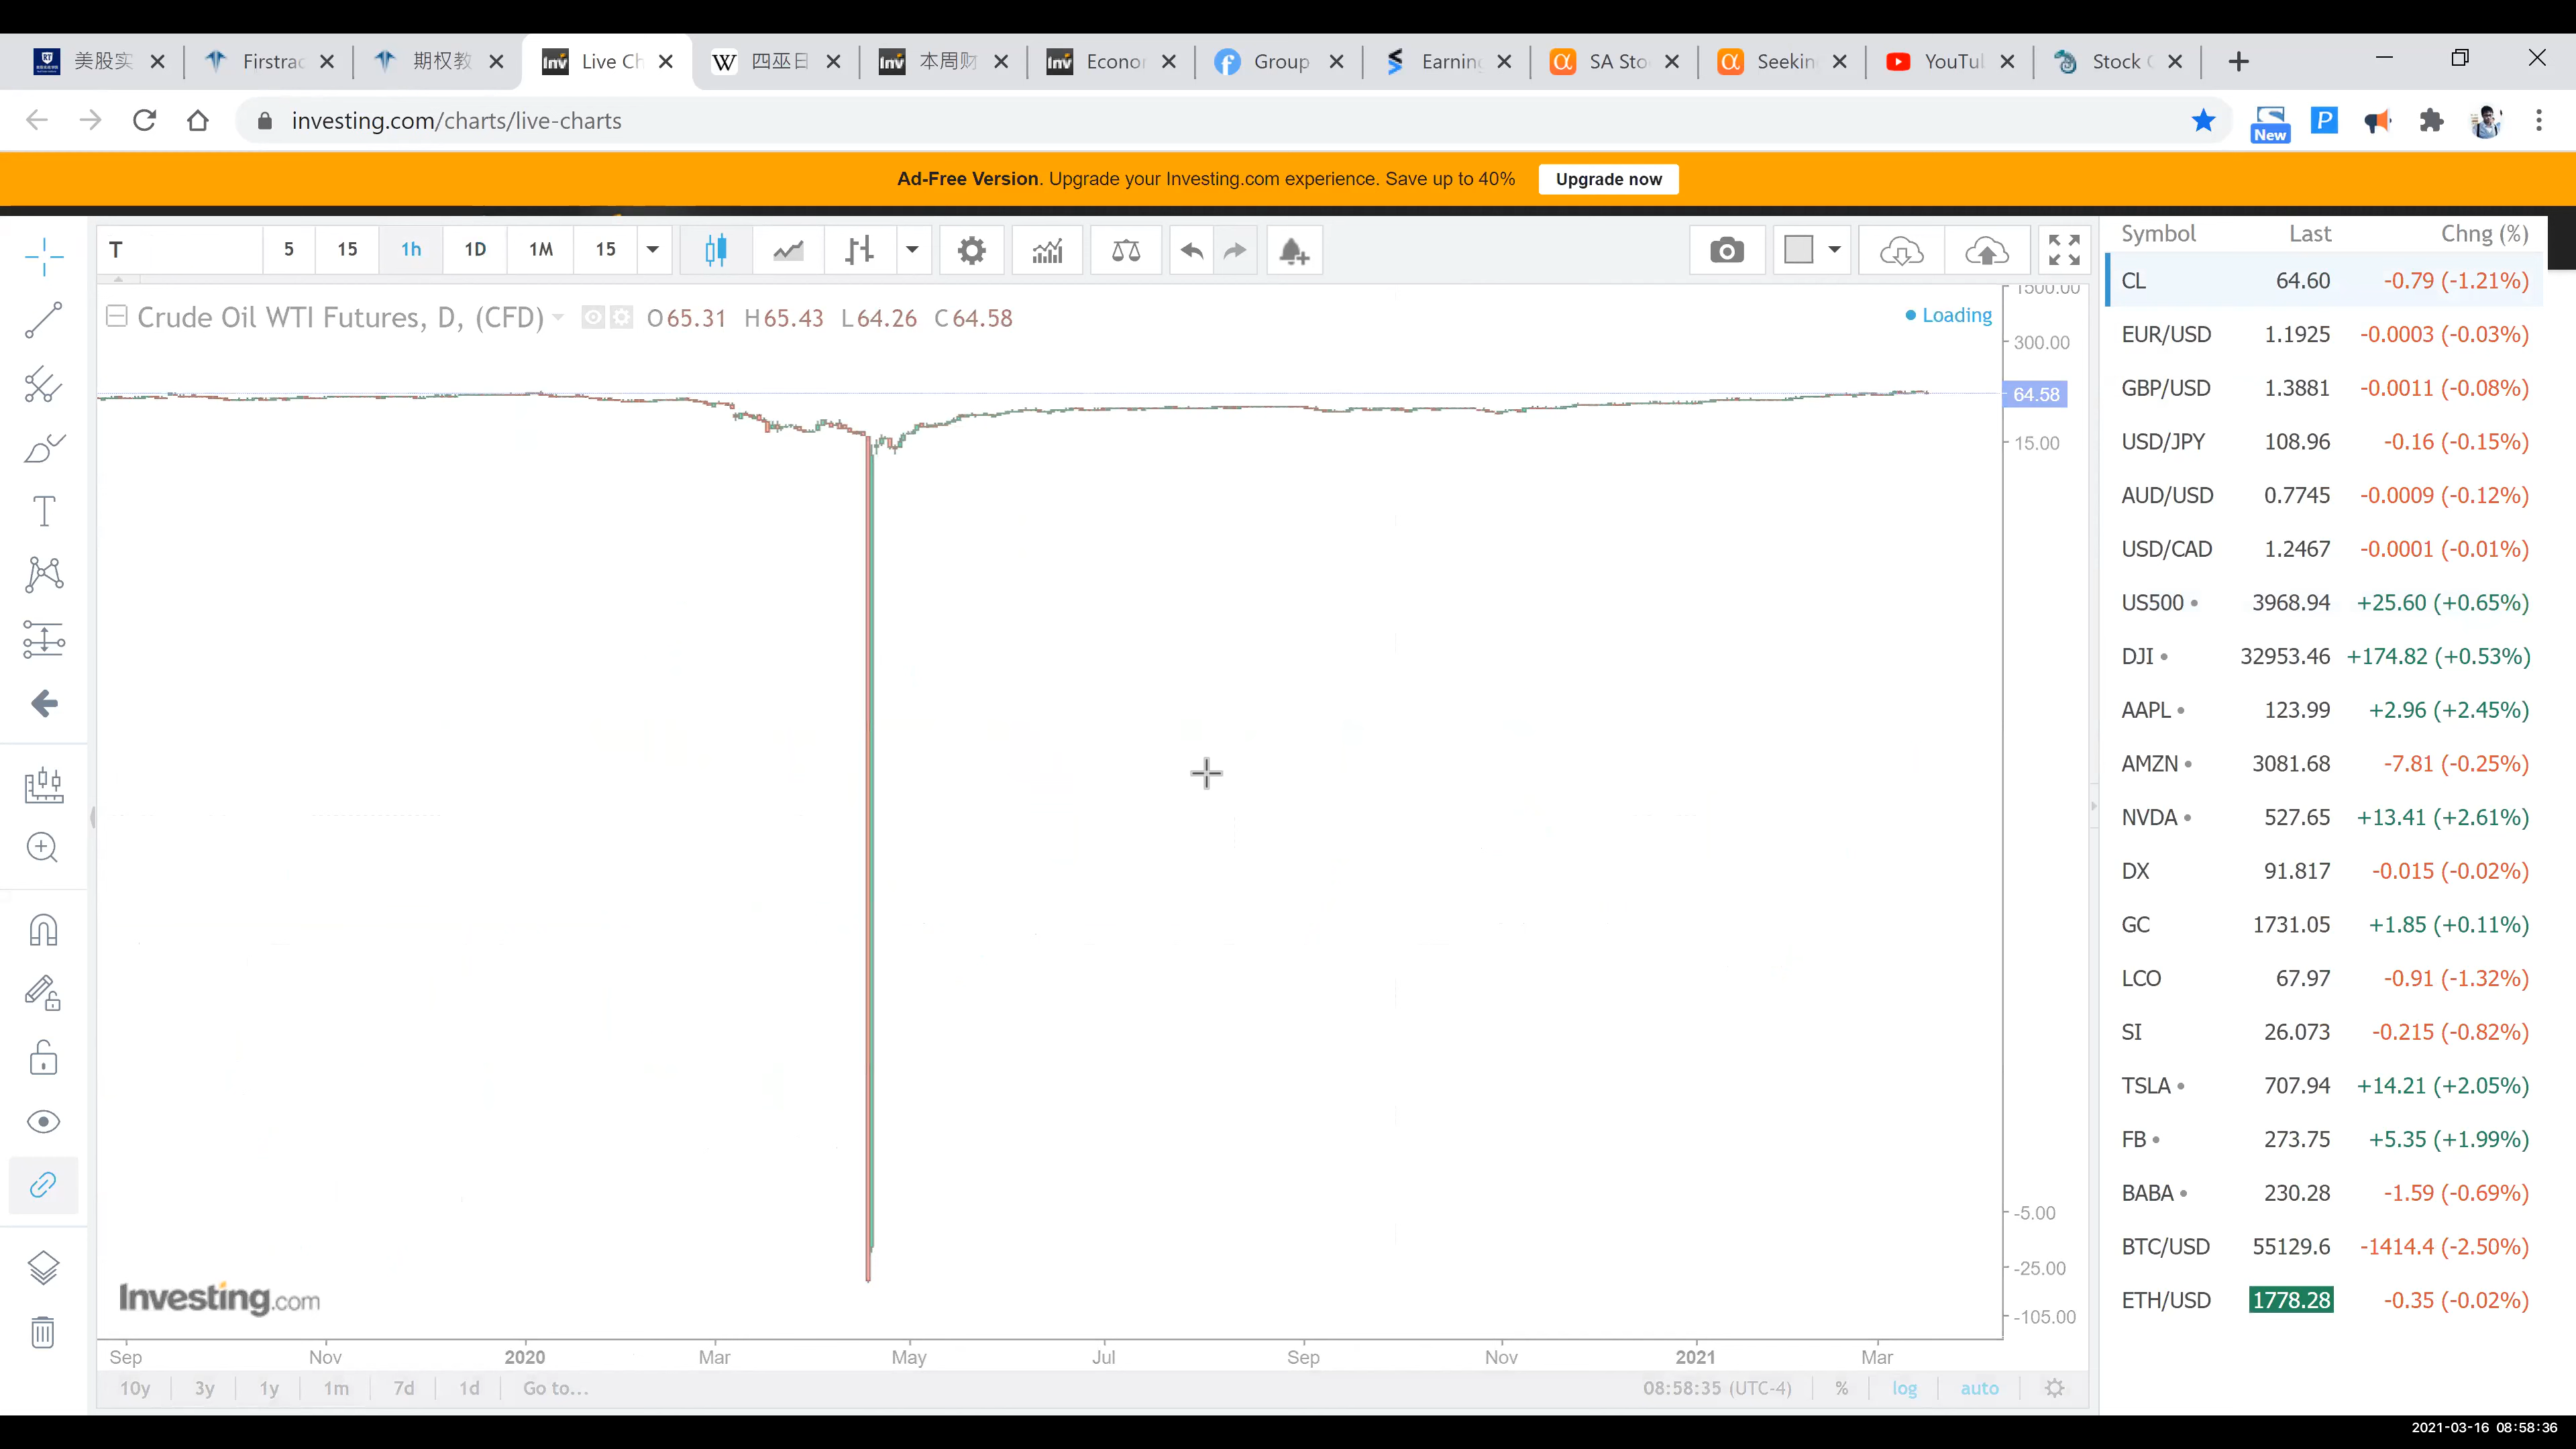 美股实 Firstrac 期权教 Live Ch 四巫日 本周财 Econor Group Earning SA Sto Seekin YouTu Stock
investing.com/charts/live-charts
New
Ad-Free Version. Upgrade your Investing.com experience. Save up to 40% Upgrade now
T 5 15 1h 1D 1M 15
Crude Oil WTI Futures, D, (CFD) O65.31 H65.43 L64.26 C64.58
Loading
1500.00
300.00
64.58
15.00
-5.00
-25.00
-105.00
Investing.com
Sep Nov 2020 Mar May Jul Sep Nov 2021 Mar
10y 3y 1y 1m 7d 1d Go to... 08:58:35 (UTC-4) % log auto
Symbol Last Chng (%)
CL 64.60 -0.79 (-1.21%)
EUR/USD 1.1925 -0.0003 (-0.03%)
GBP/USD 1.3881 -0.0011 (-0.08%)
USD/JPY 108.96 -0.16 (-0.15%)
AUD/USD 0.7745 -0.0009 (-0.12%)
USD/CAD 1.2467 -0.0001 (-0.01%)
US500 3968.94 +25.60 (+0.65%)
DJI 32953.46 +174.82 (+0.53%)
AAPL 123.99 +2.96 (+2.45%)
AMZN 3081.68 -7.81 (-0.25%)
NVDA 527.65 +13.41 (+2.61%)
DX 91.817 -0.015 (-0.02%)
GC 1731.05 +1.85 (+0.11%)
LCO 67.97 -0.91 (-1.32%)
SI 26.073 -0.215 (-0.82%)
TSLA 707.94 +14.21 (+2.05%)
FB 273.75 +5.35 (+1.99%)
BABA 230.28 -1.59 (-0.69%)
BTC/USD 55129.6 -1414.4 (-2.50%)
ETH/USD 1778.28 -0.35 (-0.02%)
2021-03-16 08:58:36